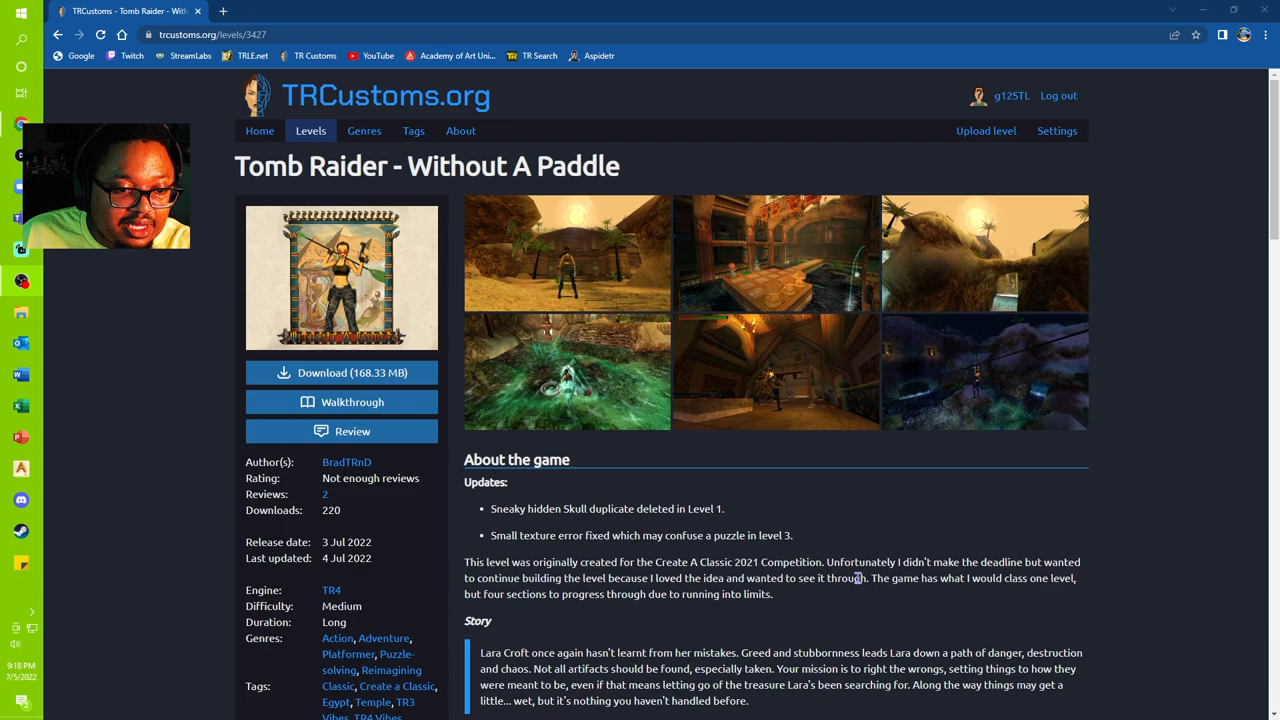 TRCustoms - Tomb Raider - With
trcustoms.org/levels/3427
Google Twitch StreamLabs TRLE.net TR Customs YouTube Academy of Art Uni... TR Search Aspidetr
TRCustoms.org
g12STL Log out
Home Levels Genres Tags About Upload level Settings
Tomb Raider - Without A Paddle
Download (168.33 MB)
Walkthrough
Review
Author(s): BradTRnD
Rating: Not enough reviews
Reviews: 2
Downloads: 220
Release date: 3 Jul 2022
Last updated: 4 Jul 2022
Engine: TR4
Difficulty: Medium
Duration: Long
Genres: Action, Adventure,
Platformer, Puzzle-
solving, Reimagining
Tags: Classic, Create a Classic,
Egypt, Temple, TR3
Vibes, TR4 Vibes,
About the game
Updates:
• Sneaky hidden Skull duplicate deleted in Level 1.
• Small texture error fixed which may confuse a puzzle in level 3.
This level was originally created for the Create A Classic 2021 Competition. Unfortunately I didn't make the deadline but wanted
to continue building the level because I loved the idea and wanted to see it through. The game has what I would class one level,
but four sections to progress through due to running into limits.
Story
Lara Croft once again hasn't learnt from her mistakes. Greed and stubbornness leads Lara down a path of danger, destruction
and chaos. Not all artifacts should be found, especially taken. Your mission is to right the wrongs, setting things to how they
were meant to be, even if that means letting go of the treasure Lara's been searching for. Along the way things may get a
little... wet, but it's nothing you haven't handled before.
9:18 PM
7/5/2022